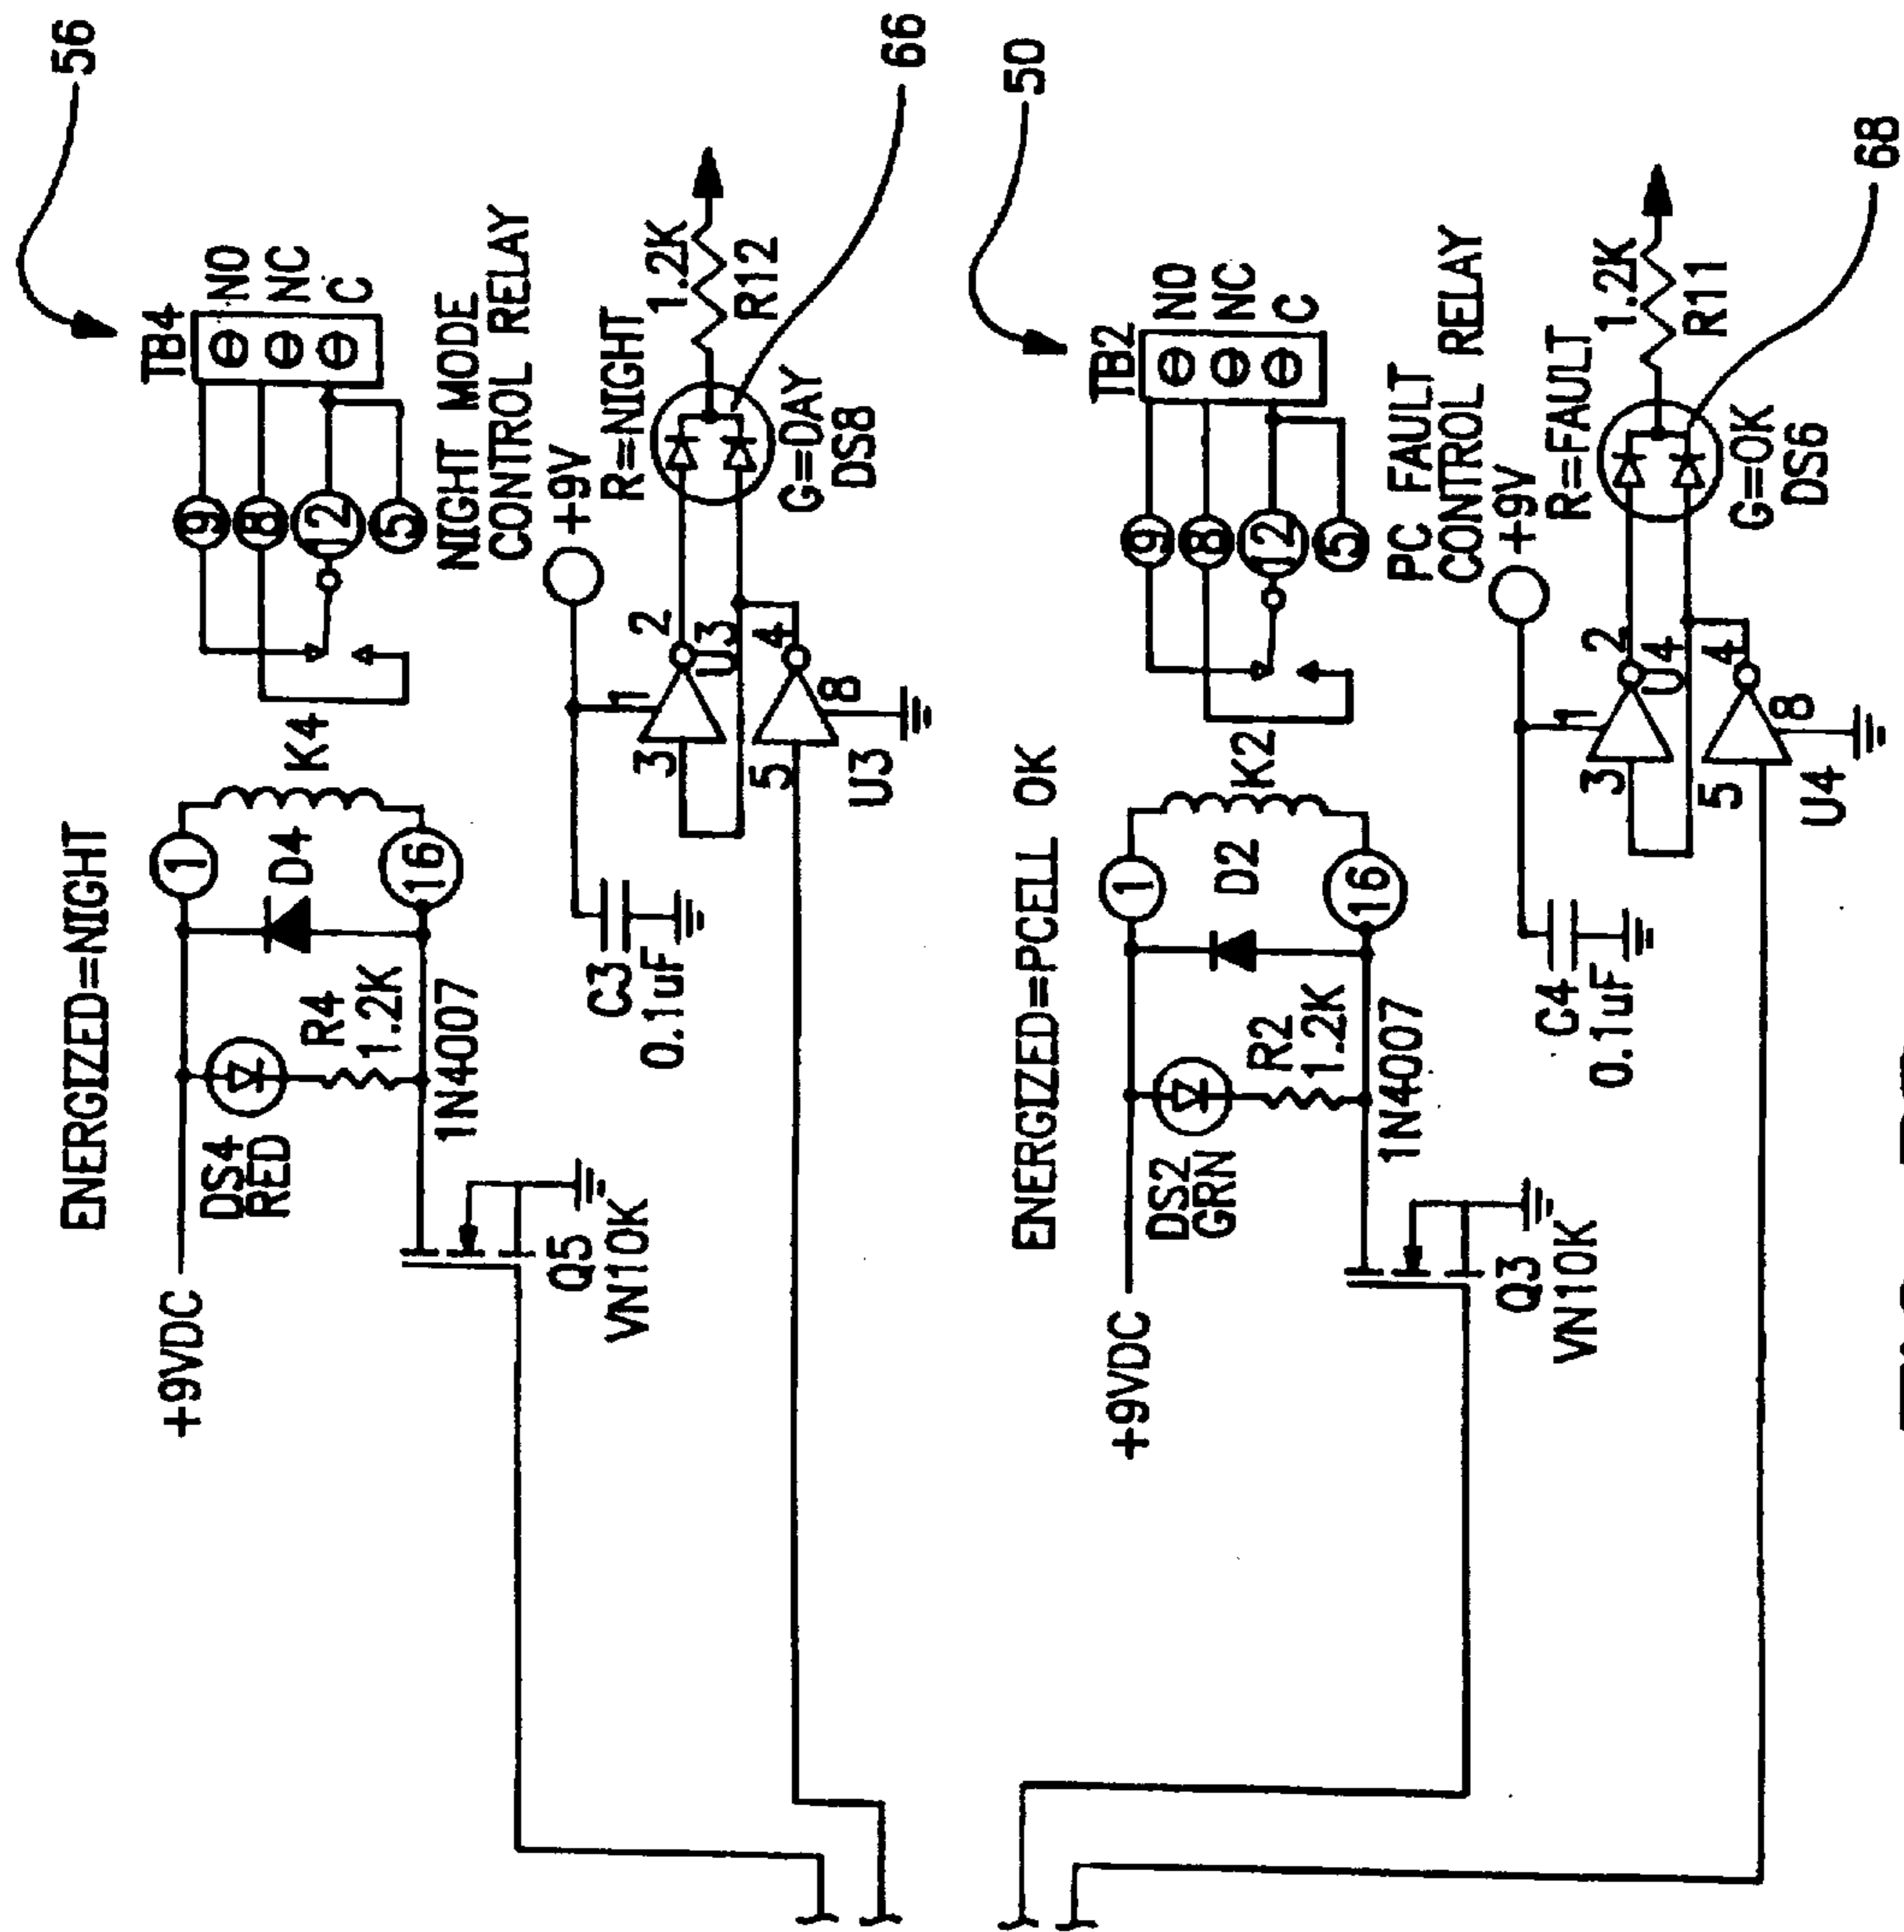 56
TB4
NO
NC
C
9
8
12
5
NIGHT MODE
CONTROL RELAY
ENERGIZED=NIGHT
+9VDC
1
16
K4
D4
R4
1.2K
DS4
RED
1N4007
Q5
VN10K
+9V
C3
0.1uF
R=NIGHT
1.2K
R12
66
G=DAY
DS8
1
2
3
U3
4
5
8
U3
50
TB2
NO
NC
C
9
8
12
5
PC FAULT
CONTROL RELAY
ENERGIZED=PCELL OK
+9VDC
1
16
K2
D2
R2
1.2K
DS2
GRN
1N4007
Q3
VN10K
+9V
C4
0.1uF
R=FAULT
1.2K
R11
68
G=OK
DS6
1
2
3
U4
4
5
8
U4